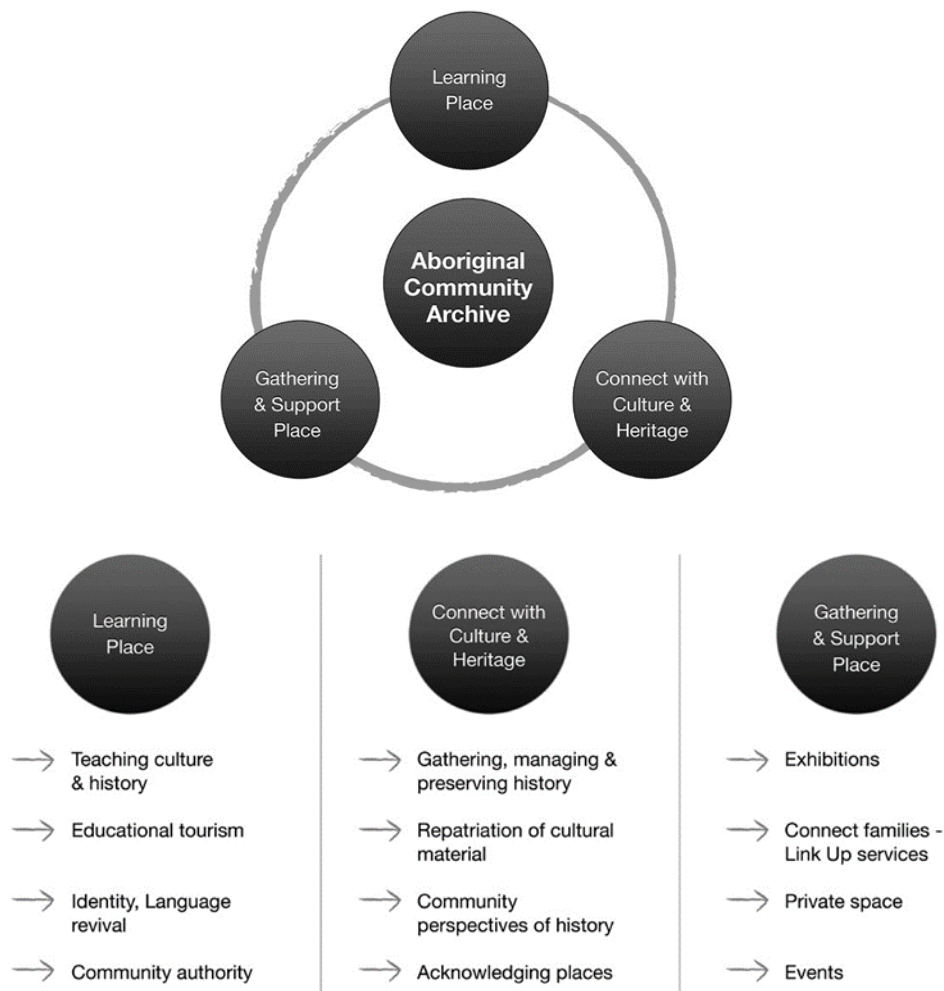 Learning
Place
Aboriginal
Community
Archive
Gathering
& Support
Place
Connect with
Culture &
Heritage
Learning
Place
Teaching culture
& history
Educational tourism
Identity, Language
revival
Community authority
Connect with
Culture &
Heritage
Gathering, managing &
preserving history
Repatriation of cultural
material
Community
perspectives of history
Acknowledging places
Gathering
& Support
Place
Exhibitions
Connect families -
Link Up services
Private space
Events